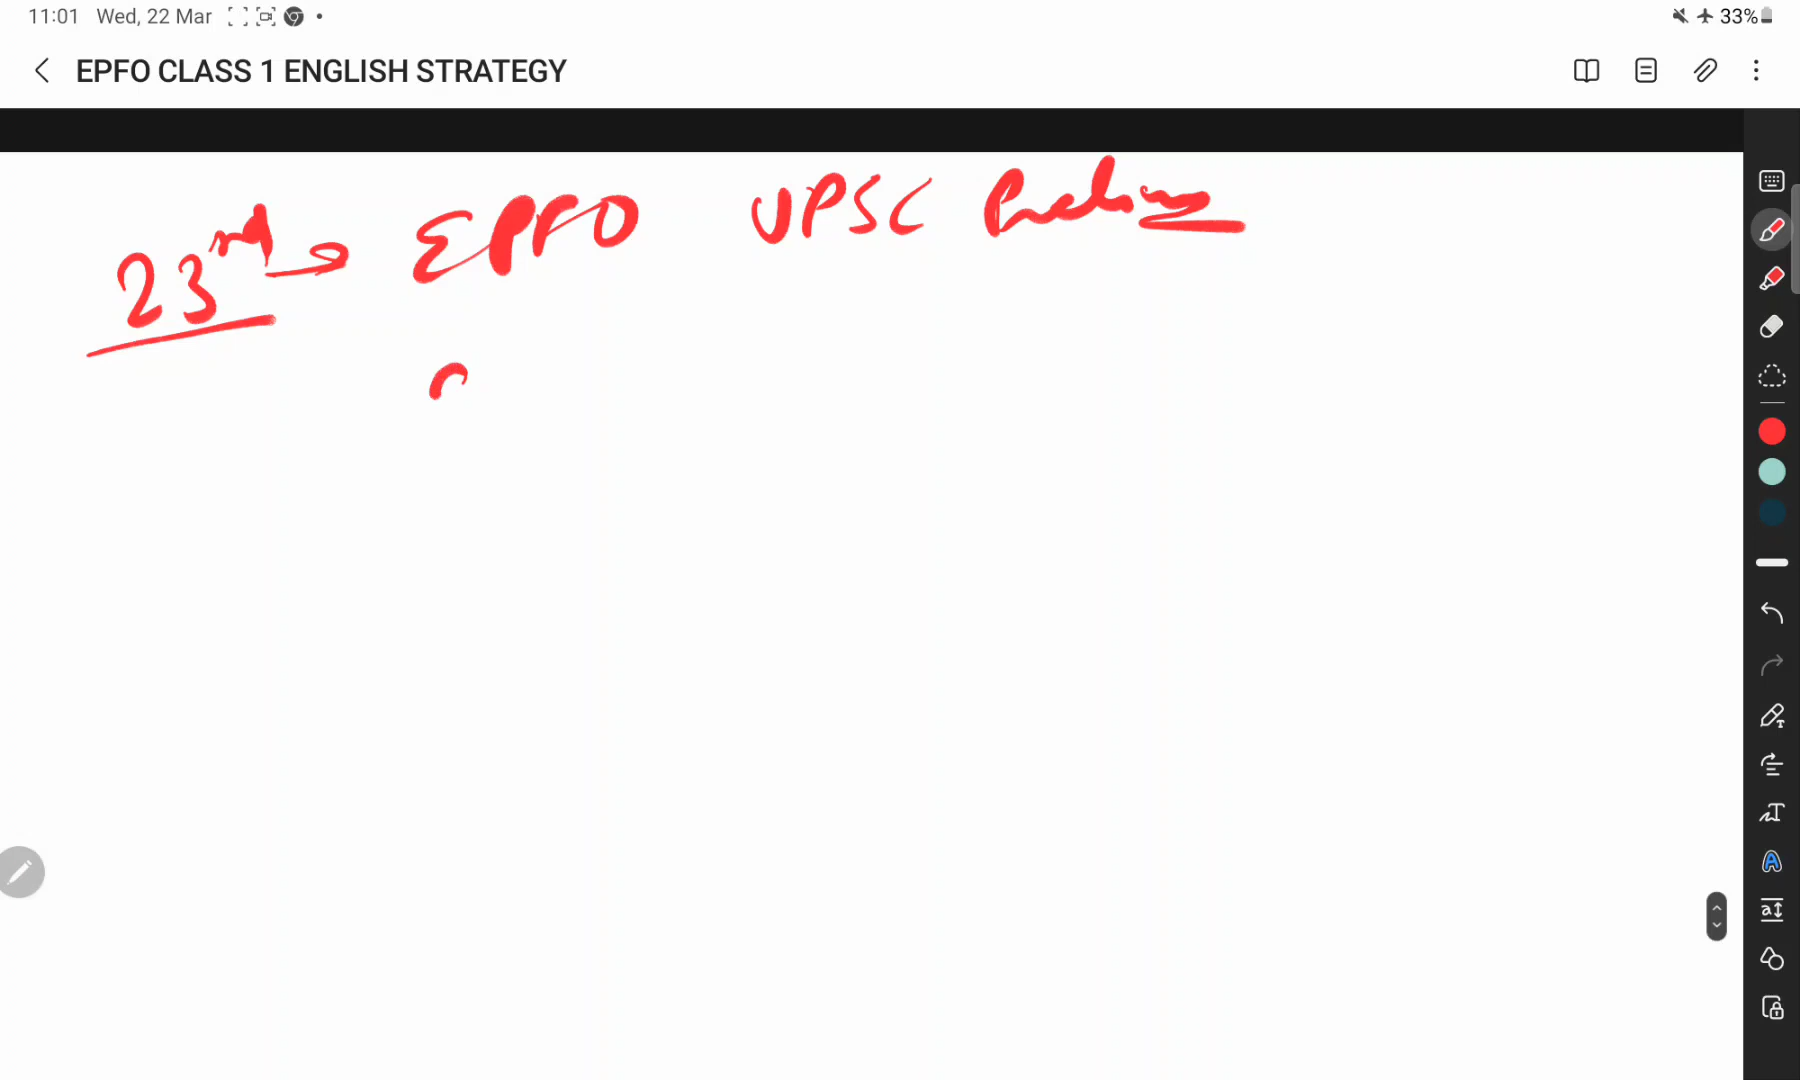 11:01 Wed, 22 Mar 33%
EPFO CLASS 1 ENGLISH STRATEGY
23rd → EPFO UPSC Prelims